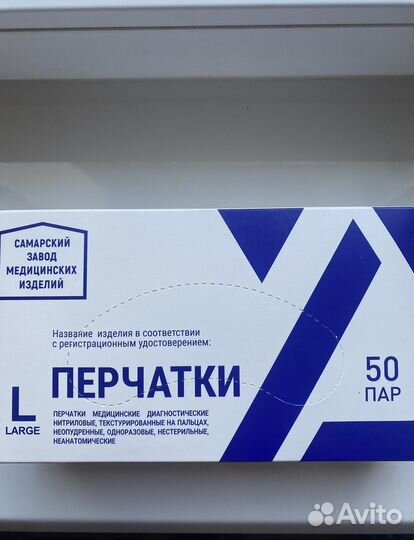 САМАРСКИЙ
ЗАВОД
МЕДИЦИНСКИХ
ИЗДЕЛИЙ
Название изделия в соответствии
с регистрационным удостоверением:
L
LARGE
ПЕРЧАТКИ
50
ПАР
ПЕРЧАТКИ МЕДИЦИНСКИЕ ДИАГНОСТИЧЕСКИЕ
НИТРИЛОВЫЕ, ТЕКСТУРИРОВАННЫЕ НА ПАЛЬЦАХ,
НЕОПУДРЕННЫЕ, ОДНОРАЗОВЫЕ, НЕСТЕРИЛЬНЫЕ,
НЕАНАТОМИЧЕСКИЕ
Avito